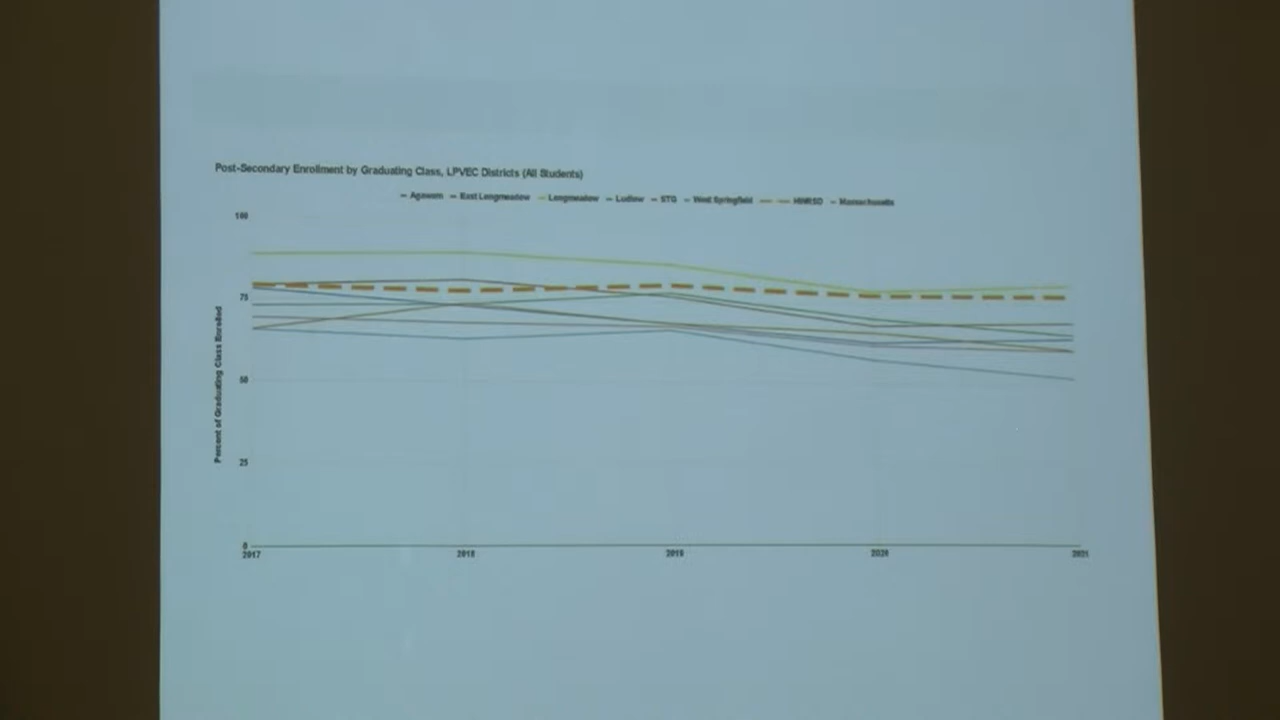 Post-Secondary Enrollment by Graduating Class, LPVEC Districts (All Students)
Agawam East Longmeadow Longmeadow Ludlow STG West Springfield HWRSD Massachusetts
100
75
50
25
0
Percent of Graduating Class Enrolled
2017 2018 2019 2020 2021